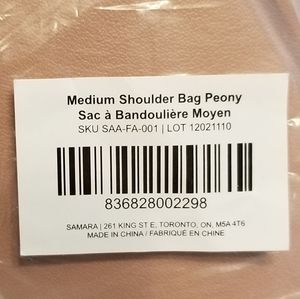 Medium Shoulder Bag Peony
Sac à Bandoulière Moyen
SKU SAA-FA-001 | LOT 12021110
836828002298
SAMARA | 261 KING ST E, TORONTO, ON, M5A 4T6
MADE IN CHINA / FABRIQUÉ EN CHINE